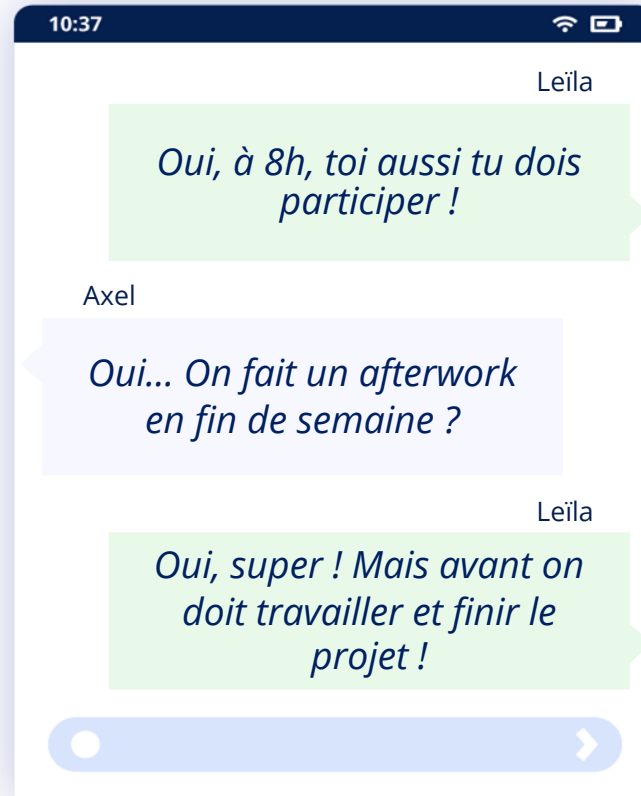 10:37
Leïla
Oui, à 8h, toi aussi tu dois
participer !
Axel
Oui... On fait un afterwork
en fin de semaine ?
Leïla
Oui, super ! Mais avant on
doit travailler et finir le
projet !